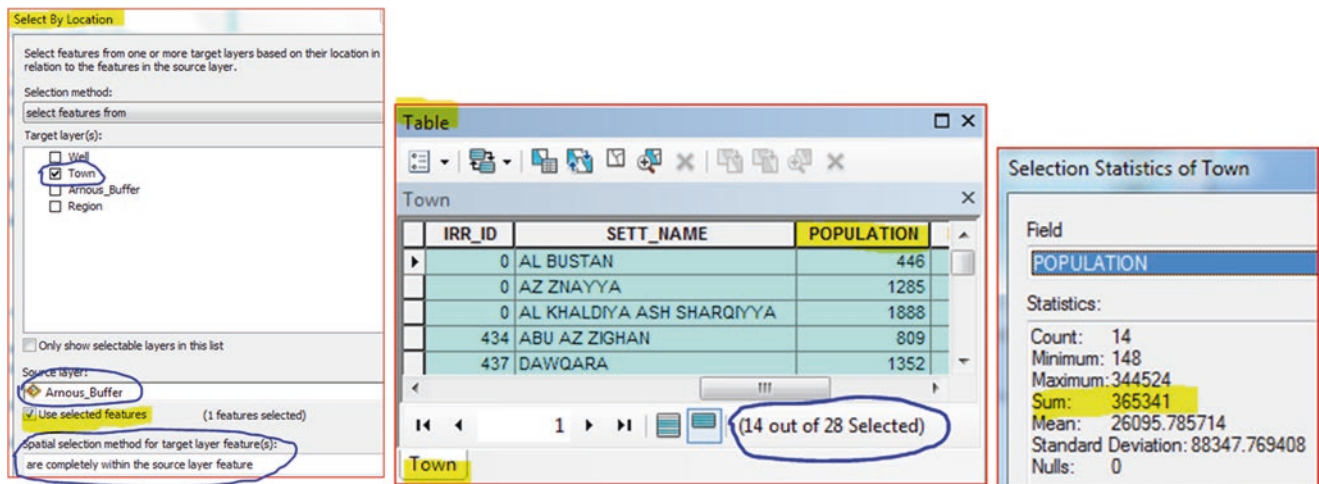 Select By Location
Select features from one or more target layers based on their location in
relation to the features in the source layer.
Selection method:
select features from
Target layer(s):
Well
Town
Arnous_Buffer
Region
Only show selectable layers in this list
Source layer:
Arnous_Buffer
Use selected features (1 features selected)
Spatial selection method for target layer feature(s):
are completely within the source layer feature
Table
Town
IRR_ID SETT_NAME POPULATION
0 AL BUSTAN 446
0 AZ ZNAYYA 1285
0 AL KHALDIYA ASH SHARQIYYA 1888
434 ABU AZ ZIGHAN 809
437 DAWQARA 1352
1 (14 out of 28 Selected)
Town
Selection Statistics of Town
Field
POPULATION
Statistics:
Count: 14
Minimum: 148
Maximum: 344524
Sum: 365341
Mean: 26095.785714
Standard Deviation: 88347.769408
Nulls: 0